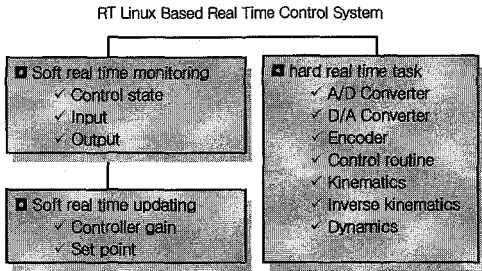 RT Linux Based Real Time Control System
Soft real time monitoring
Control state
Input
Output
Soft real time updating
Controller gain
Set point
hard real time task
A/D Converter
D/A Converter
Encoder
Control routine
Kinematics
Inverse kinematics
Dynamics